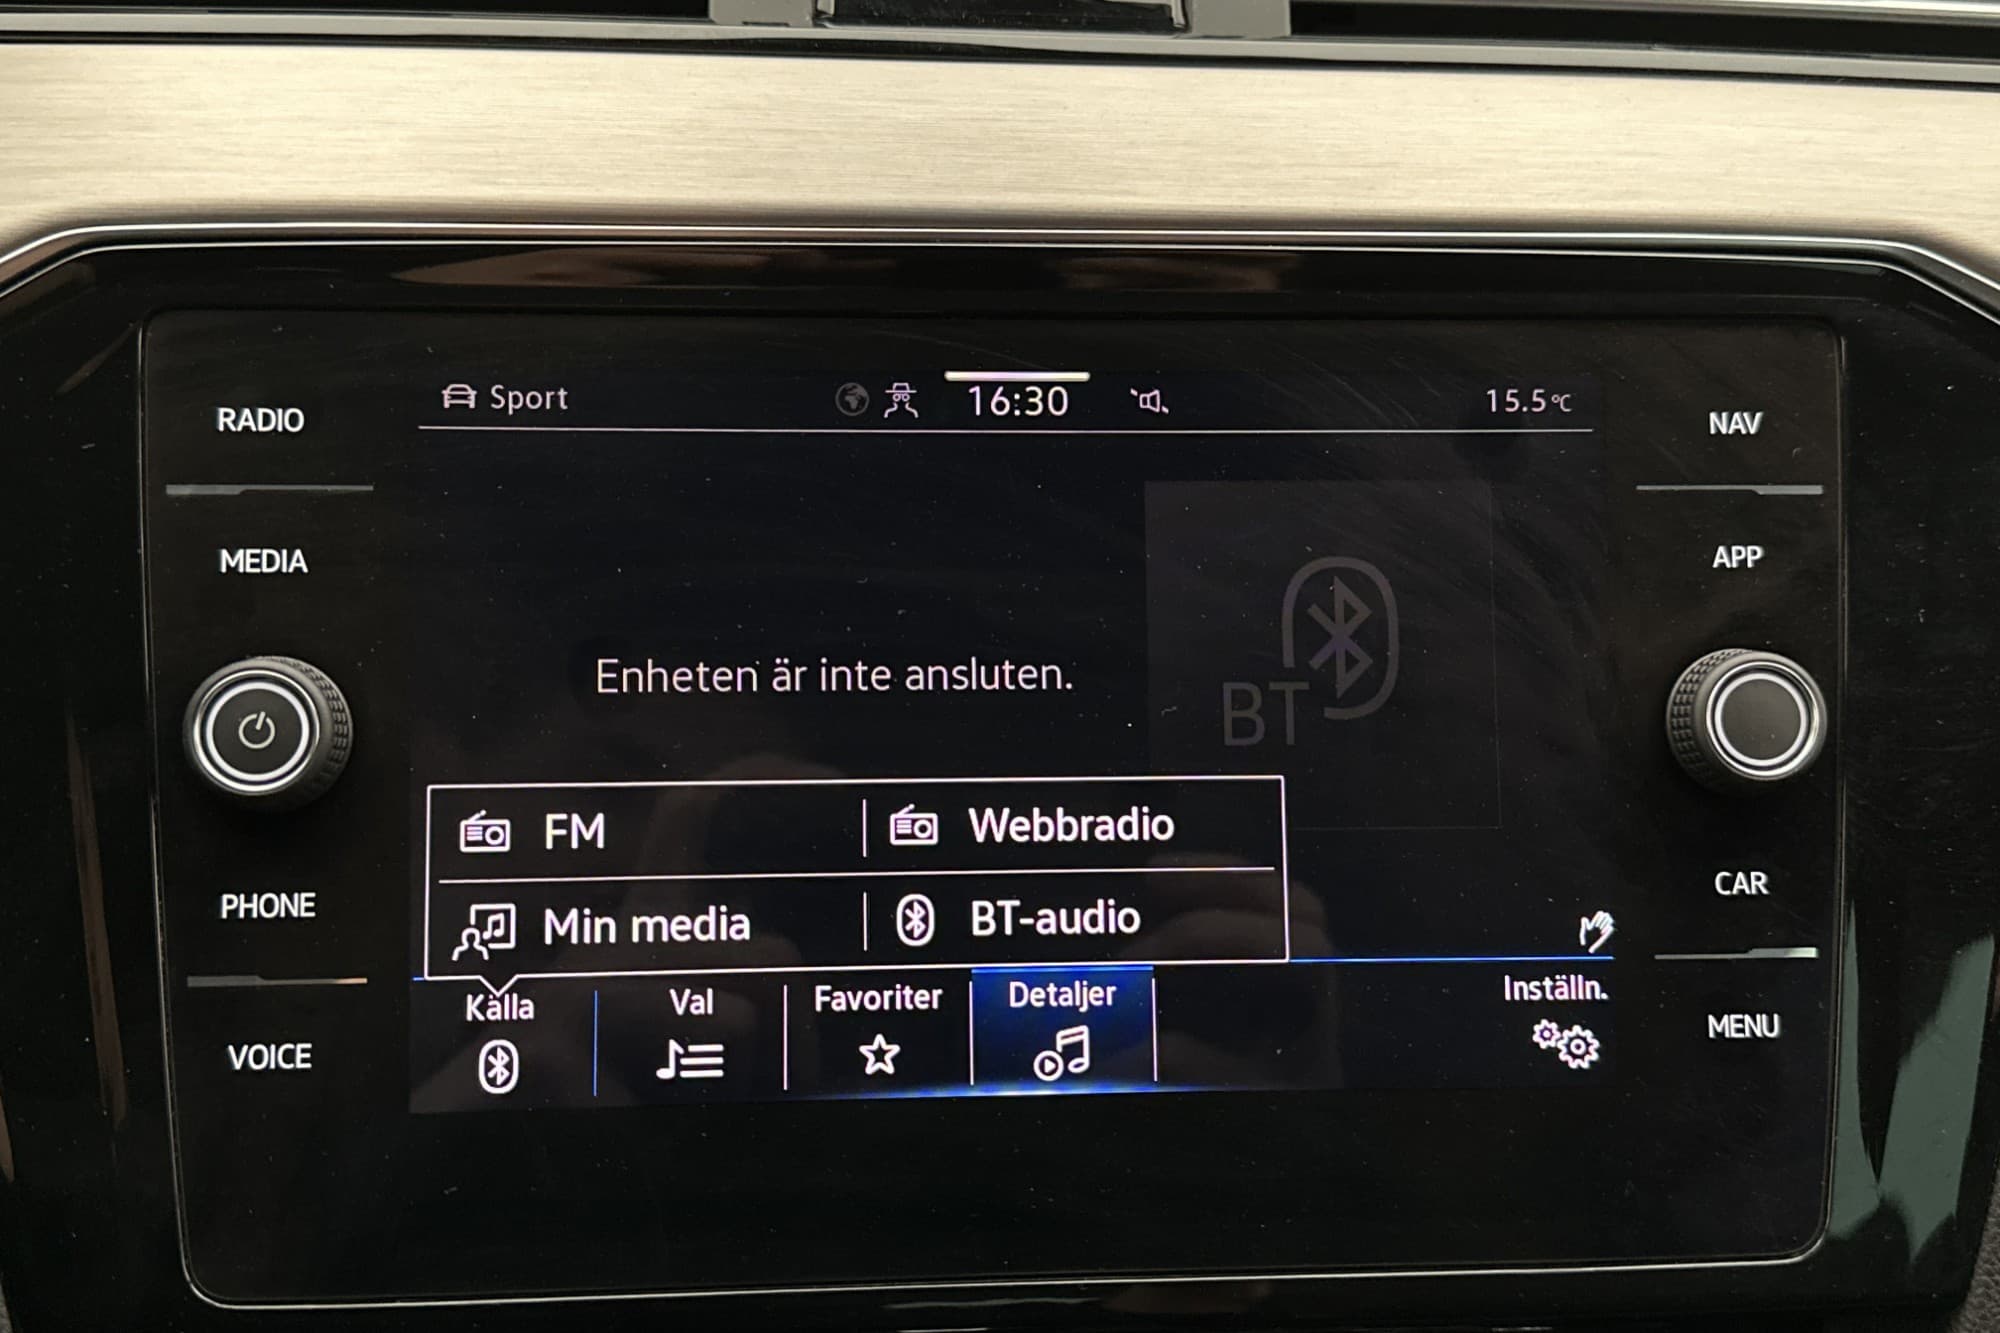 Sport 16:30 15.5°C
RADIO
MEDIA
PHONE
VOICE
Enheten är inte ansluten.
BT
FM Webbradio
Min media BT-audio
Källa Val Favoriter Detaljer Inställn.
NAV
APP
CAR
MENU